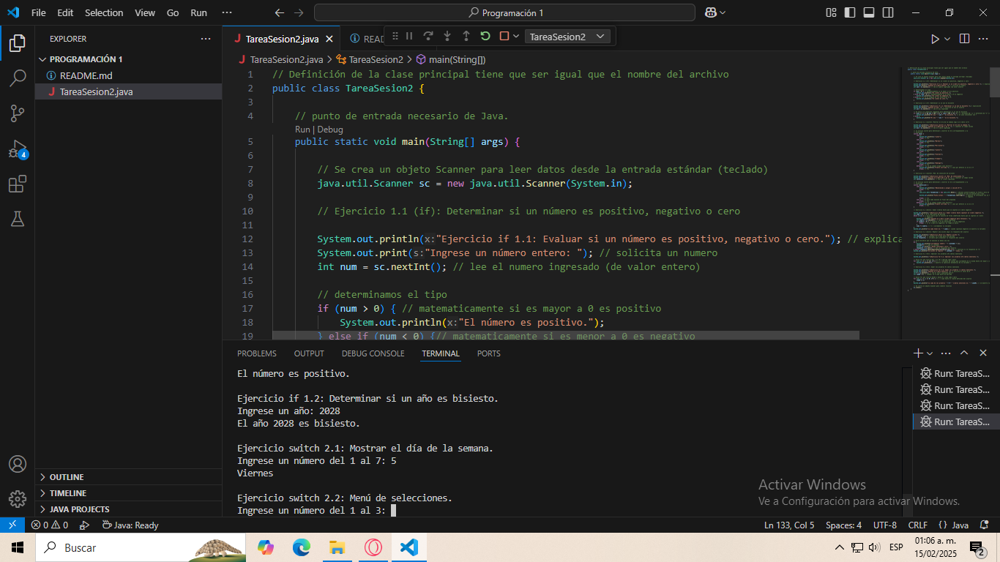 File Edit Selection View Go Run ···
Programación 1
EXPLORER
PROGRAMACIÓN 1
README.md
TareaSesion2.java
OUTLINE
TIMELINE
JAVA PROJECTS
4
TareaSesion2.java
READ
TareaSesion2
TareaSesion2.java > TareaSesion2 > main(String[])
1 // Definición de la clase principal tiene que ser igual que el nombre del archivo
2 public class TareaSesion2 {
3
4 // punto de entrada necesario de Java.
Run | Debug
5 public static void main(String[] args) {
6
7 // Se crea un objeto Scanner para leer datos desde la entrada estándar (teclado)
8 java.util.Scanner sc = new java.util.Scanner(System.in);
9
10 // Ejercicio 1.1 (if): Determinar si un número es positivo, negativo o cero
11
12 System.out.println(x:"Ejercicio if 1.1: Evaluar si un número es positivo, negativo o cero."); // explica
13 System.out.print(s:"Ingrese un número entero: "); // solicita un numero
14 int num = sc.nextInt(); // lee el numero ingresado (de valor entero)
15
16 // determinamos el tipo
17 if (num > 0) { // matematicamente si es mayor a 0 es positivo
18 System.out.println(x:"El número es positivo.");
19 } else if (num < 0) {// matematicamente si es menor a 0 es negativo
PROBLEMS OUTPUT DEBUG CONSOLE TERMINAL PORTS
El número es positivo.
Ejercicio if 1.2: Determinar si un año es bisiesto.
Ingrese un año: 2028
El año 2028 es bisiesto.
Ejercicio switch 2.1: Mostrar el día de la semana.
Ingrese un número del 1 al 7: 5
Viernes
Ejercicio switch 2.2: Menú de selecciones.
Ingrese un número del 1 al 3:
Run: TareaS...
Run: TareaS...
Run: TareaS...
Run: TareaS...
Activar Windows
Ve a Configuración para activar Windows.
0 0 Java: Ready
Ln 133, Col 5 Spaces: 4 UTF-8 CRLF {} Java
Buscar
ESP
01:06 a. m.
15/02/2025
2